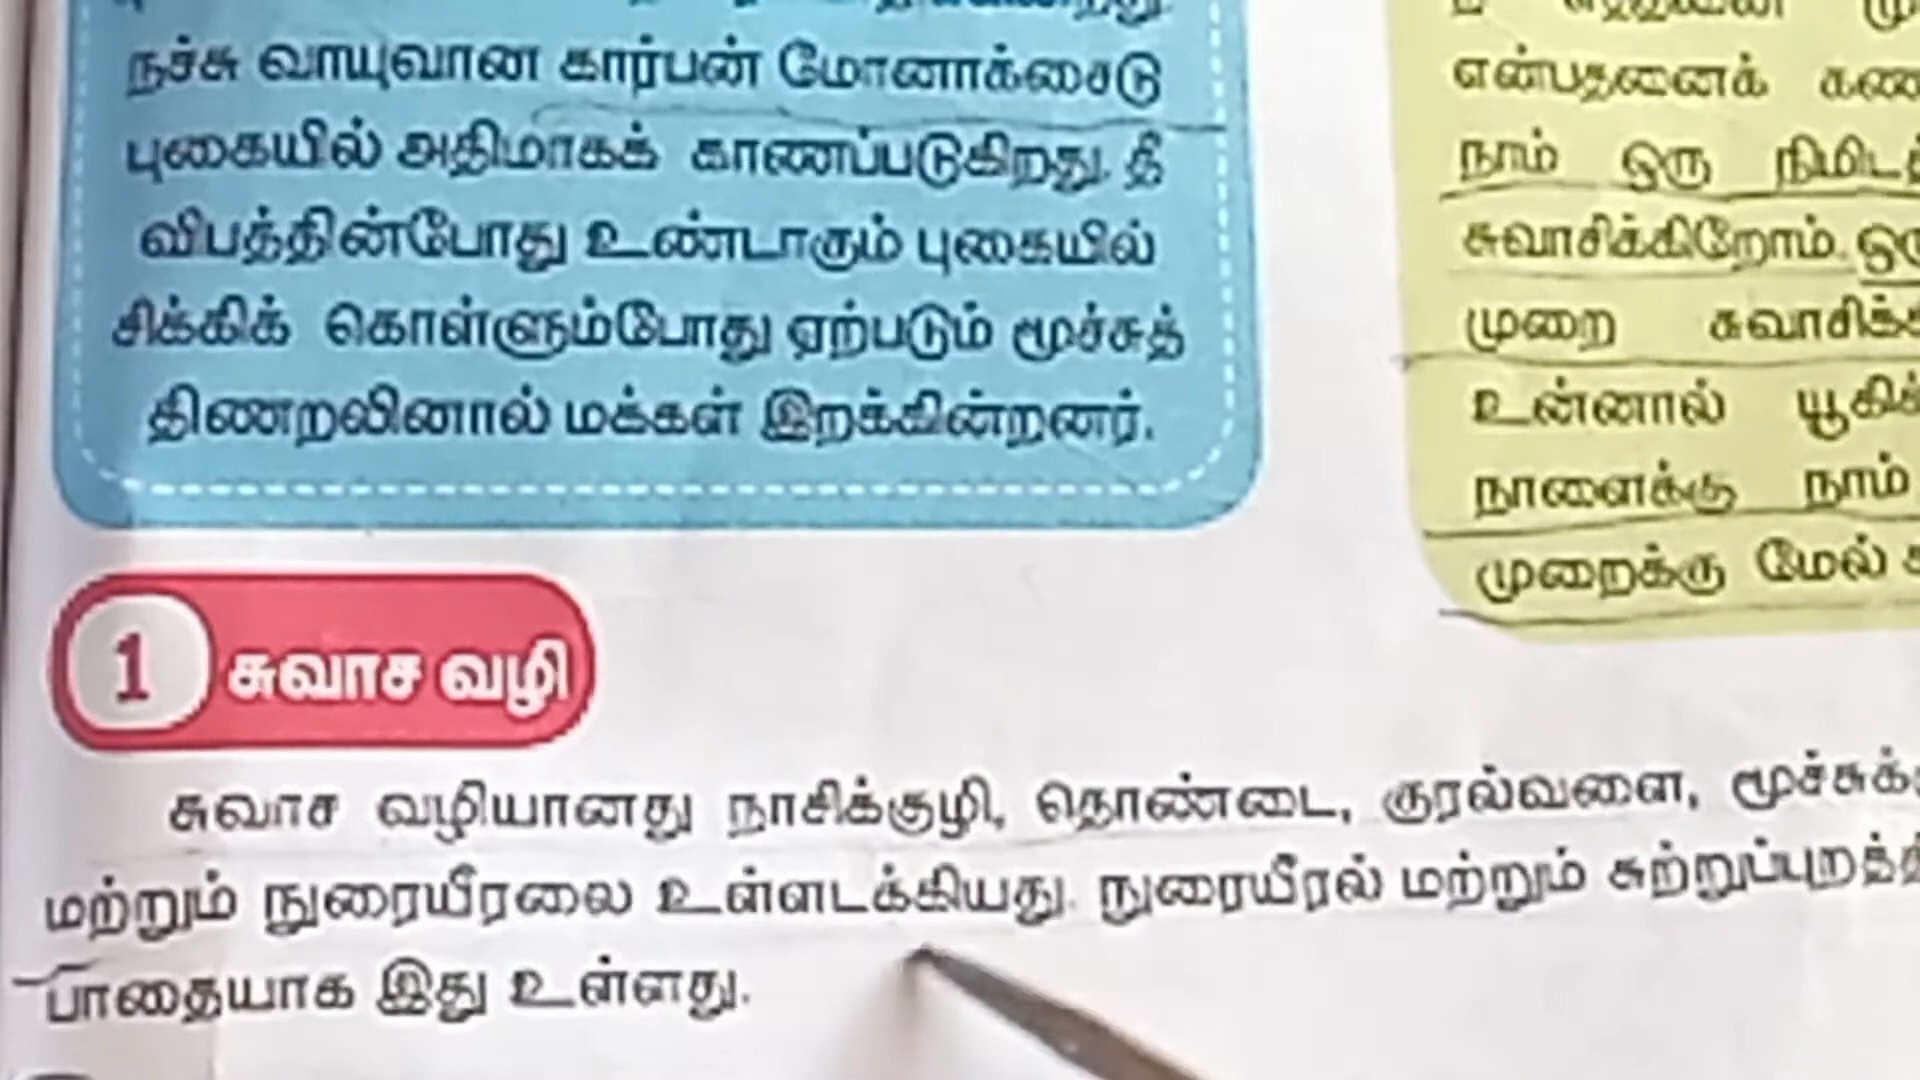 நச்சு வாயுவான கார்பன் மோனாக்சைடு
புகையில் அதிமாகக் காணப்படுகிறது. தீ
விபத்தின்போது உண்டாகும் புகையில்
சிக்கிக் கொள்ளும்போது ஏற்படும் மூச்சுத்
திணறலினால் மக்கள் இறக்கின்றனர்.
என்பதனைக்
நாம் ஒரு
சுவாசிக்கிறோம்.
முறை
உன்னால்
நாளைக்கு நாம்
முறைக்கு மேல்
1 சுவாச வழி
சுவாச வழியானது நாசிக்குழி, தொண்டை, குரல்வளை,
மற்றும் நுரையீரலை உள்ளடக்கியது. நுரையீரல் மற்றும்
பாதையாக இது உள்ளது.